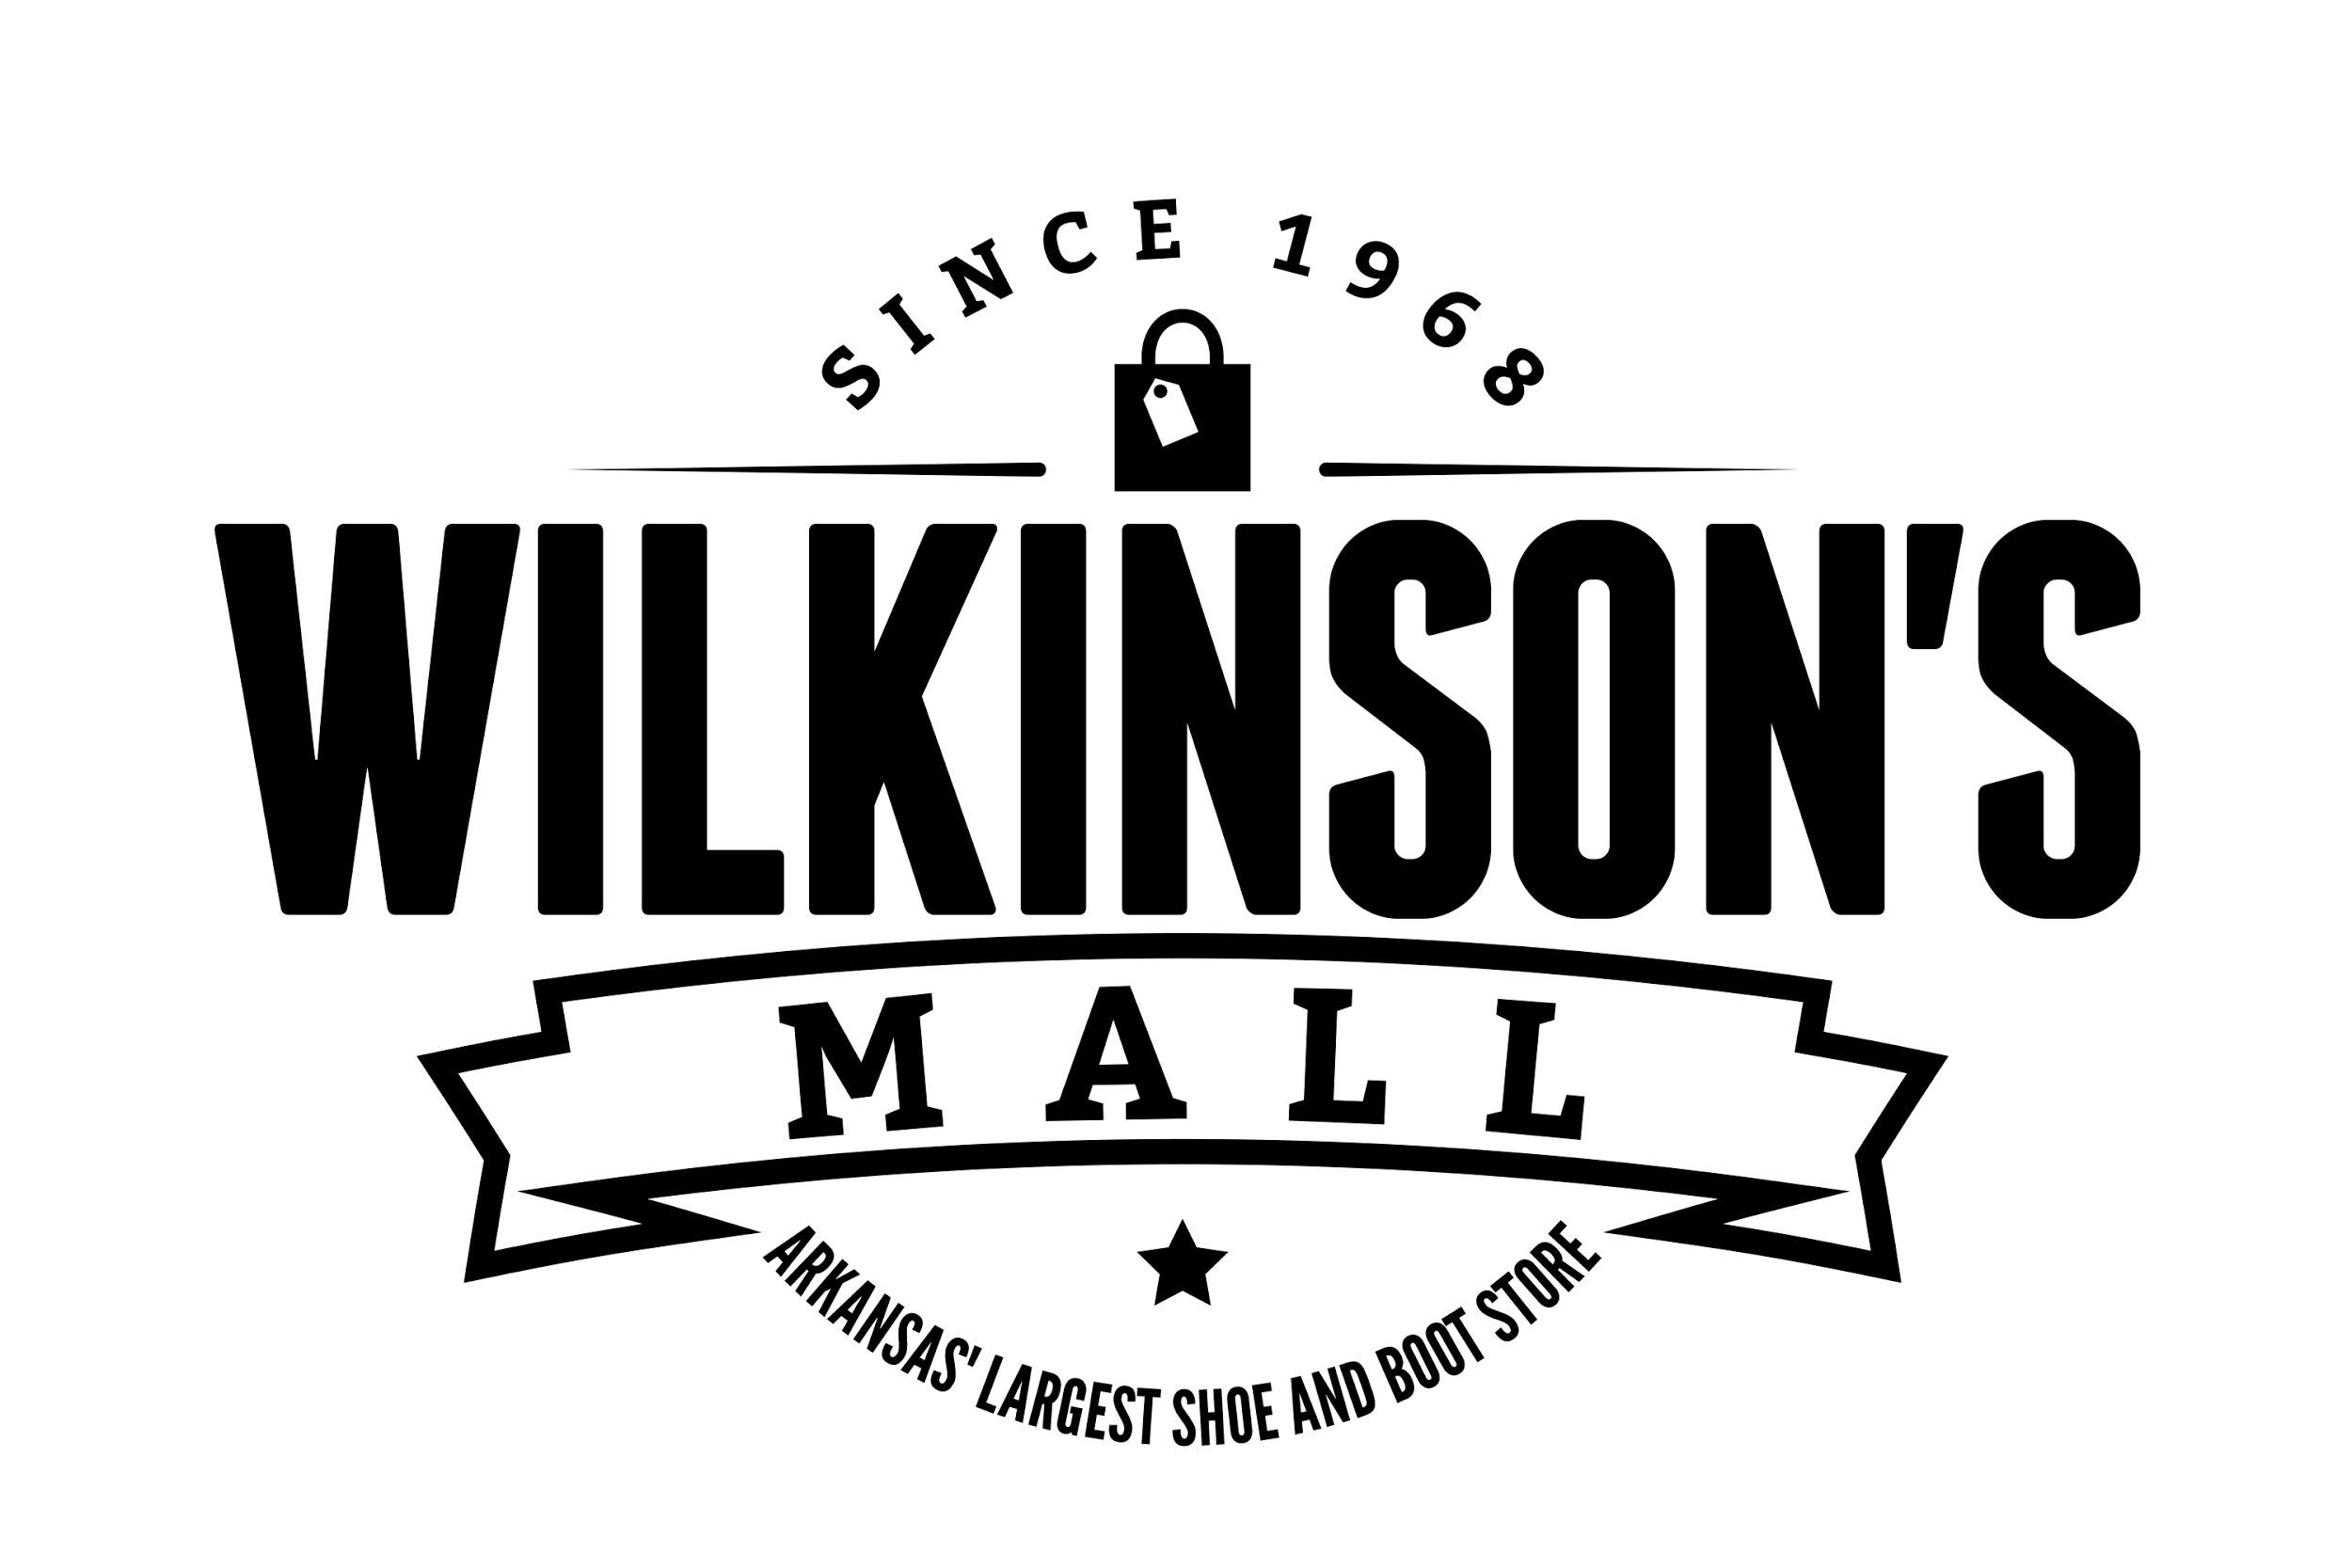 SINCE 1968
WILKINSON'S
MALL
ARKANSAS' LARGEST SHOE AND BOOT STORE